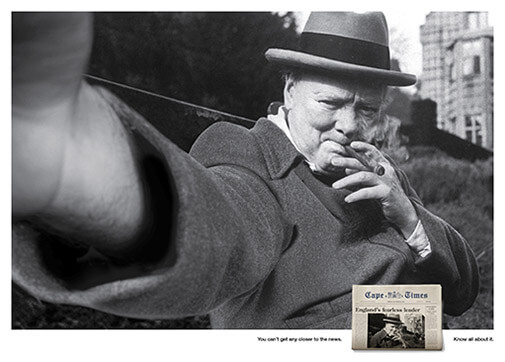 Cape Times
England's fearless leader
You can't get any closer to the news.
Know all about it.